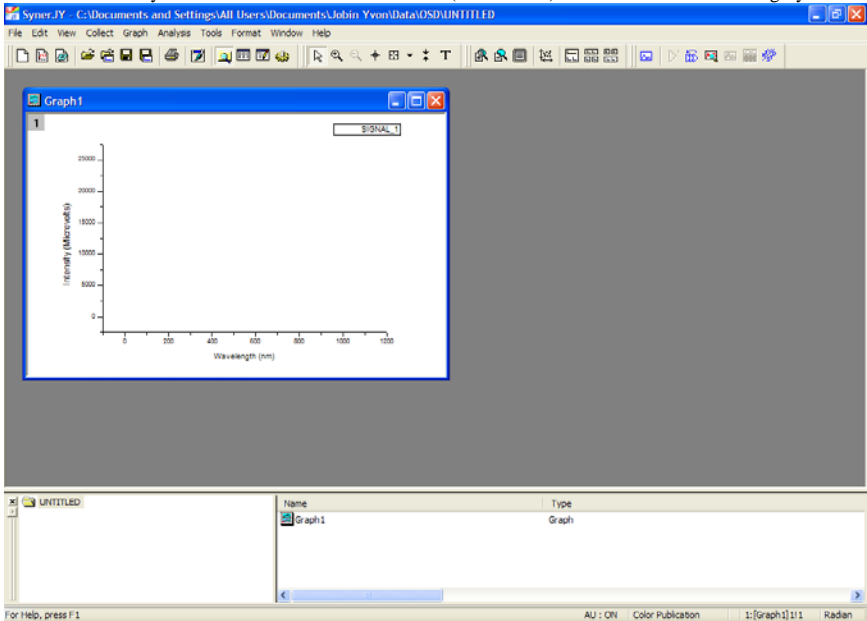 SynerJY - C:\Documents and Settings\All Users\Documents\Jobin Yvon\Data\OSD\UNTITLED
File Edit View Collect Graph Analysis Tools Format Window Help
Graph1
1
SIGNAL_1
25000
20000
15000
10000
5000
0
Intensity (Microvolts)
0 200 400 600 800 1000 1200
Wavelength (nm)
UNTITLED
Name Type
Graph1 Graph
For Help, press F1 AU : ON Color Publication 1:[Graph1]1!1 Radian